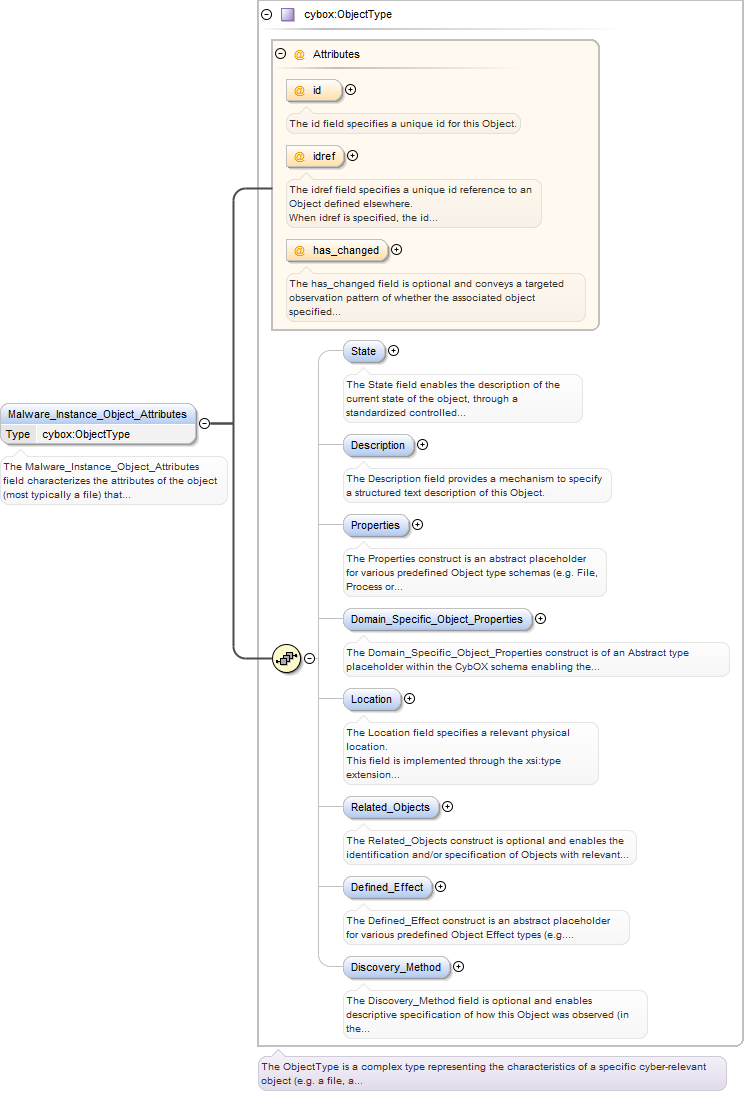 cybox:ObjectType
@ Attributes
@ id
The id field specifies a unique id for this Object.
@ idref
The idref field specifies a unique id reference to an
Object defined elsewhere.
When idref is specified, the id...
@ has_changed
The has_changed field is optional and conveys a targeted
observation pattern of whether the associated object
specified...
Malware_Instance_Object_Attributes
Type cybox:ObjectType
The Malware_Instance_Object_Attributes
field characterizes the attributes of the object
(most typically a file) that...
State
The State field enables the description of the
current state of the object, through a
standardized controlled...
Description
The Description field provides a mechanism to specify
a structured text description of this Object.
Properties
The Properties construct is an abstract placeholder
for various predefined Object type schemas (e.g. File,
Process or...
Domain_Specific_Object_Properties
The Domain_Specific_Object_Properties construct is of an Abstract type
placeholder within the CybOX schema enabling the...
Location
The Location field specifies a relevant physical
location.
This field is implemented through the xsi:type
extension...
Related_Objects
The Related_Objects construct is optional and enables the
identification and/or specification of Objects with relevant...
Defined_Effect
The Defined_Effect construct is an abstract placeholder
for various predefined Object Effect types (e.g....
Discovery_Method
The Discovery_Method field is optional and enables
descriptive specification of how this Object was observed (in
the...
The ObjectType is a complex type representing the characteristics of a specific cyber-relevant
object (e.g. a file, a...